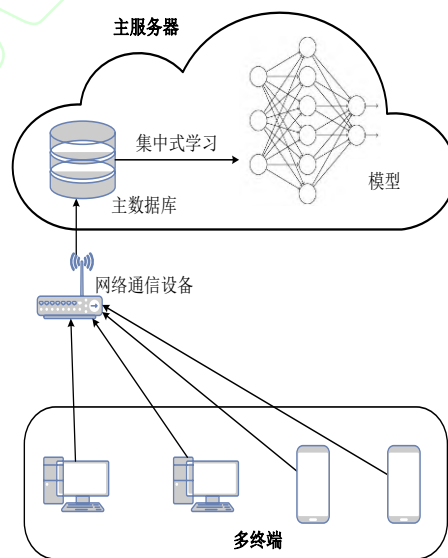 主服务器
集中式学习
主数据库
模型
网络通信设备
多终端